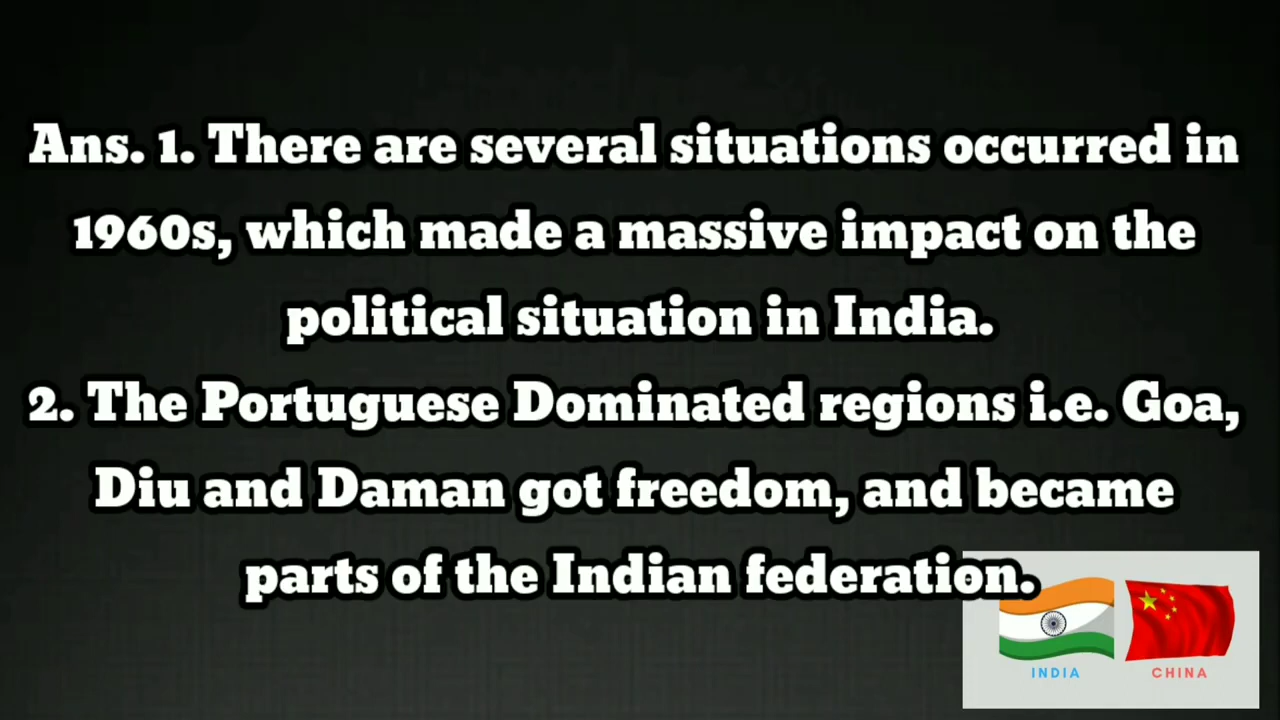 Ans. 1. There are several situations occurred in
1960s, which made a massive impact on the
political situation in India.
2. The Portuguese Dominated regions i.e. Goa,
Diu and Daman got freedom, and became
parts of the Indian federation.
INDIA
CHINA